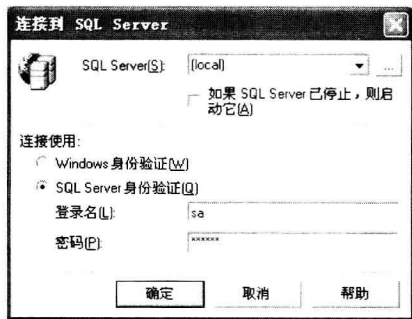 连接到 SQL Server
SQL Server(S): (local)
...
如果 SQL Server 已停止，则启
动它(A)
连接使用:
Windows 身份验证(W)
SQL Server 身份验证(Q)
登录名(L): sa
密码(P): ××××××
确定 取消 帮助